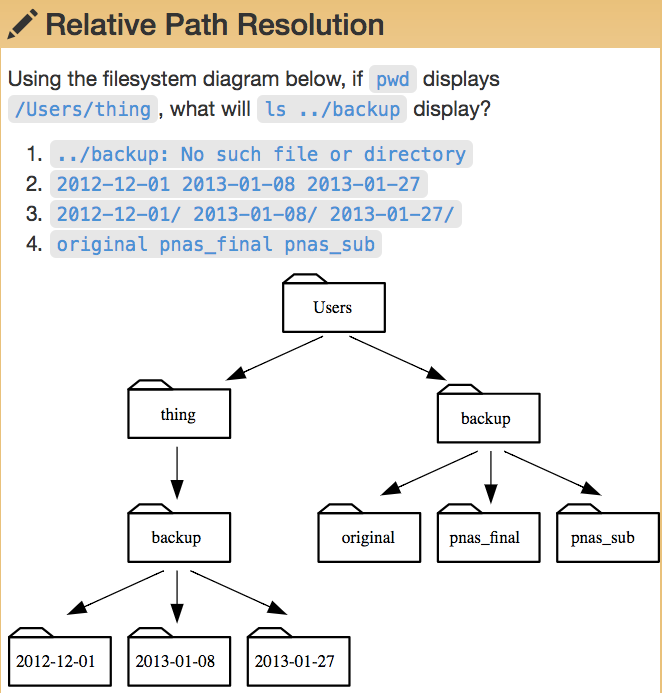 Relative Path Resolution
Using the filesystem diagram below, if pwd displays
/Users/thing, what will ls ../backup display?
1. ../backup: No such file or directory
2. 2012-12-01 2013-01-08 2013-01-27
3. 2012-12-01/ 2013-01-08/ 2013-01-27/
4. original pnas_final pnas_sub
Users
thing
backup
backup
original
pnas_final
pnas_sub
2012-12-01
2013-01-08
2013-01-27